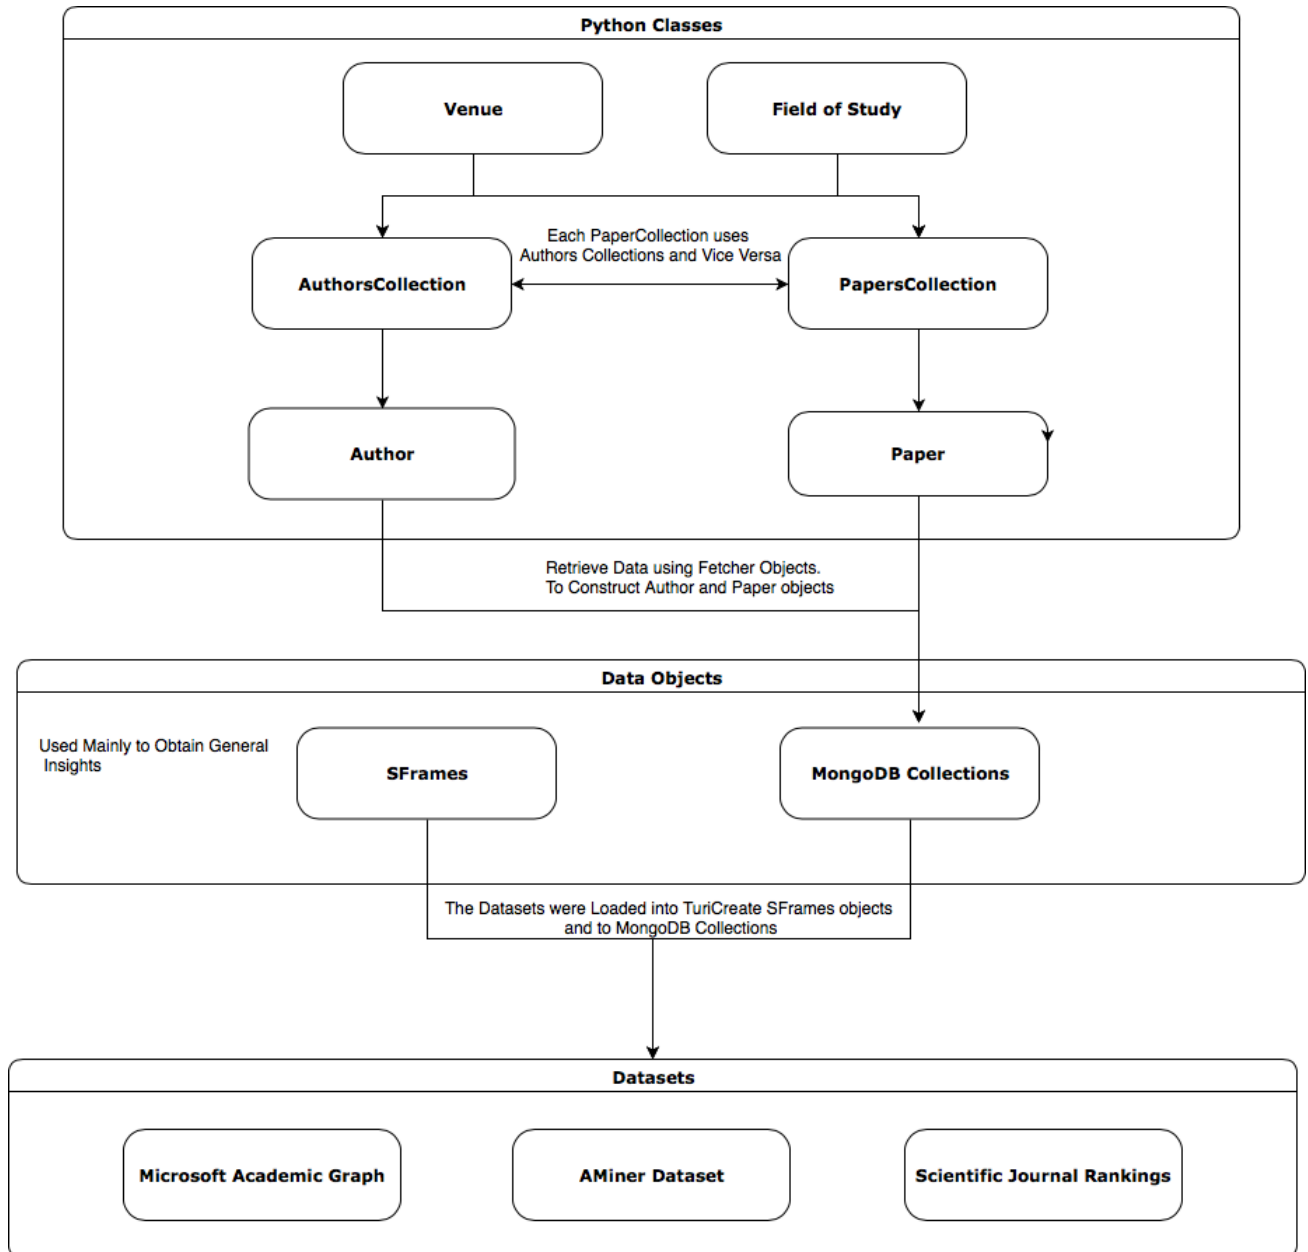 Python Classes
Venue
Field of Study
Each PaperCollection uses
Authors Collections and Vice Versa
AuthorsCollection
PapersCollection
Author
Paper
Retrieve Data using Fetcher Objects.
To Construct Author and Paper objects
Data Objects
Used Mainly to Obtain General
Insights
SFrames
MongoDB Collections
The Datasets were Loaded into TuriCreate SFrames objects
and to MongoDB Collections
Datasets
Microsoft Academic Graph
AMiner Dataset
Scientific Journal Rankings